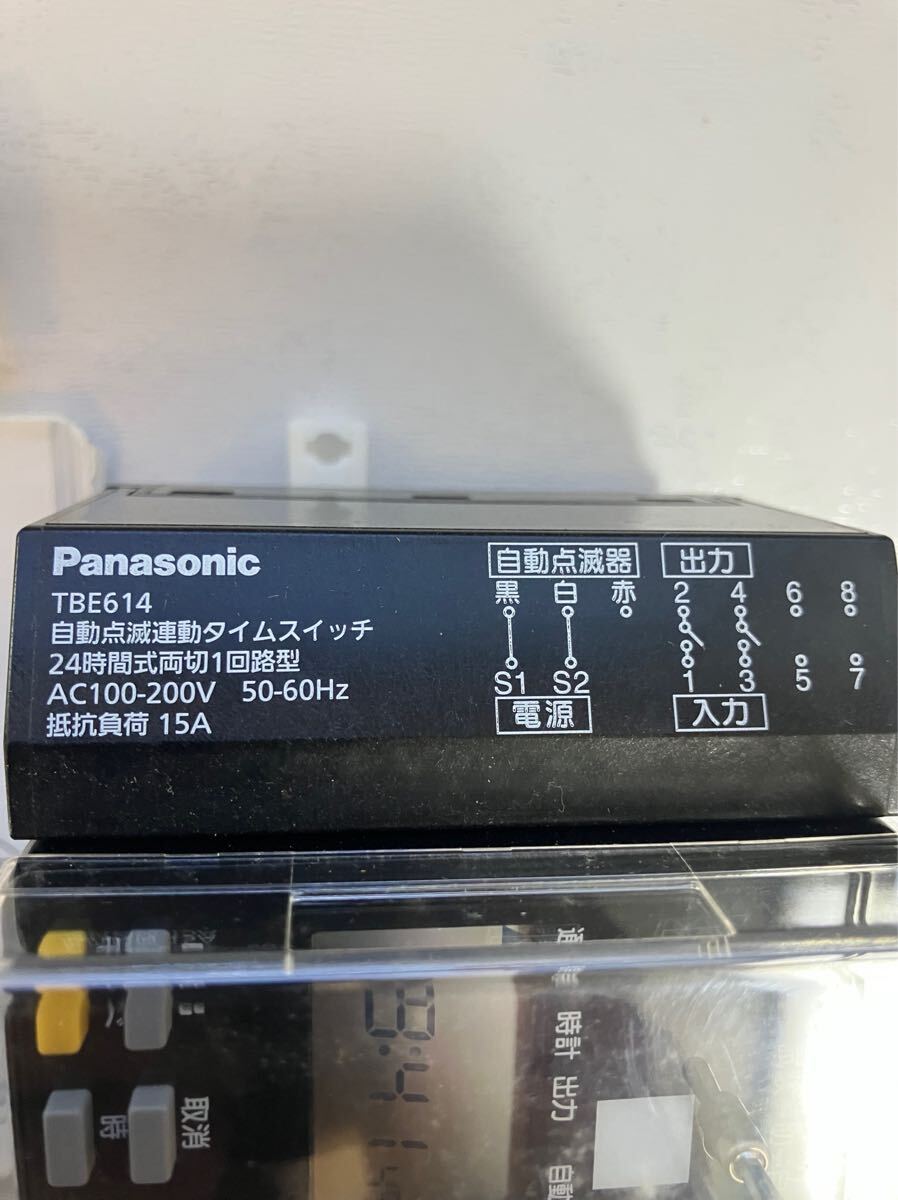 Panasonic
TBE614
自動点滅連動タイムスイッチ
24時間式両切1回路型
AC100-200V 50-60Hz
抵抗負荷 15A
自動点滅器 出力
黒 白 赤 2 4 6 8
S1 S2 1 3 5 7
電源 入力
時計
出力
自動
取消
時